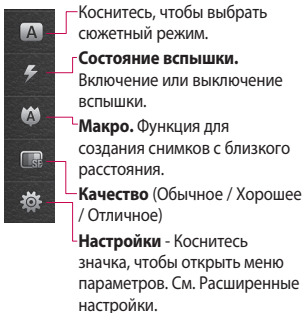 Коснитесь, чтобы выбрать
сюжетный режим.
Состояние вспышки.
Включение или выключение
вспышки.
Макро. Функция для
создания снимков с близкого
расстояния.
Качество (Обычное / Хорошее
/ Отличное)
Настройки - Коснитесь
значка, чтобы открыть меню
параметров. См. Расширенные
настройки.
A
SF